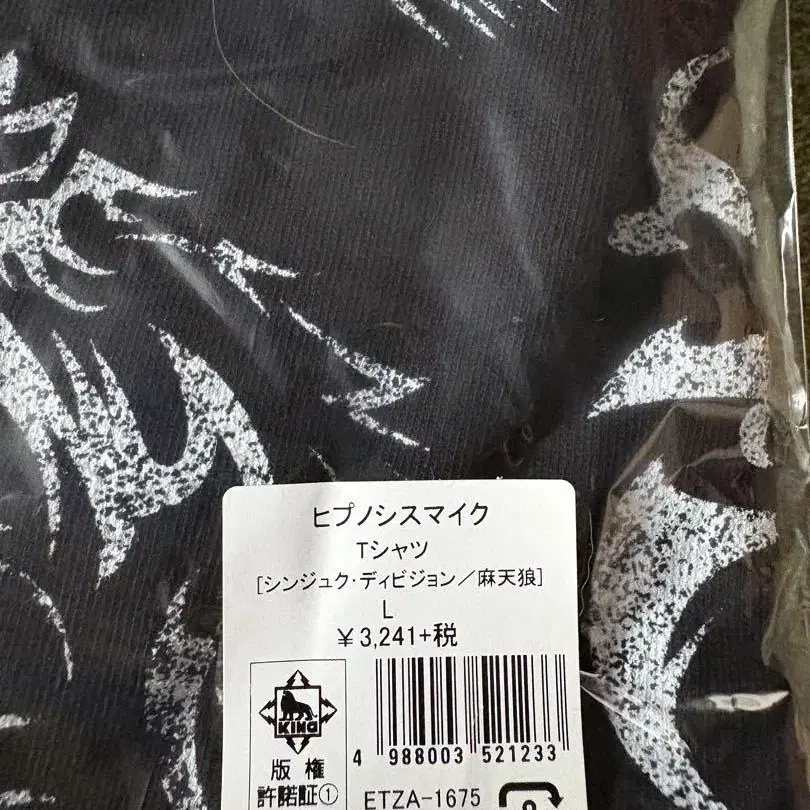 ヒプノシスマイク
Tシャツ
[シンジュク・ディビジョン／麻天狼]
L
¥3,241+税
KING
版権
許諾証①
4 988003 521233
ETZA-1675